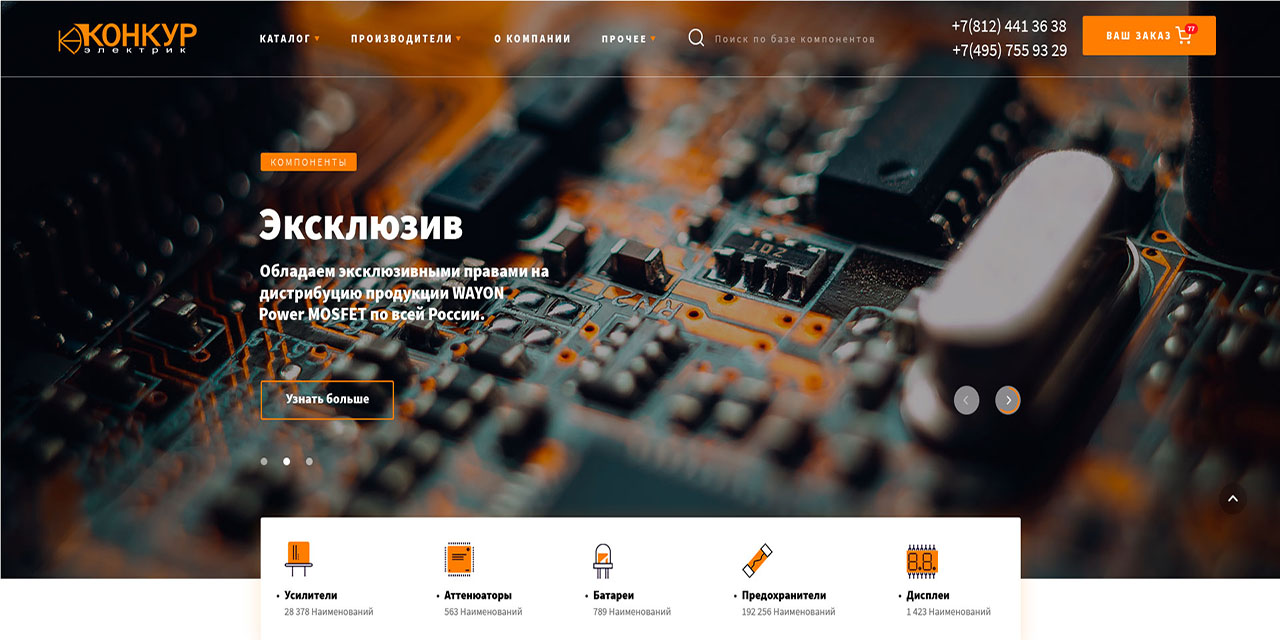 КОНКУР
электрик
КАТАЛОГ
ПРОИЗВОДИТЕЛИ
О КОМПАНИИ
ПРОЧЕЕ
Поиск по базе компонентов
+7(812) 441 36 38
+7(495) 755 93 29
ВАШ ЗАКАЗ
77
КОМПОНЕНТЫ
102
Эксклюзив
Обладаем эксклюзивными правами на
дистрибуцию продукции WAYON
Power MOSFET по всей России.
Узнать больше
8.8.
• Усилители
28 378 Наименований
• Аттенюаторы
563 Наименований
• Батареи
789 Наименований
• Предохранители
192 256 Наименований
• Дисплеи
1 423 Наименований